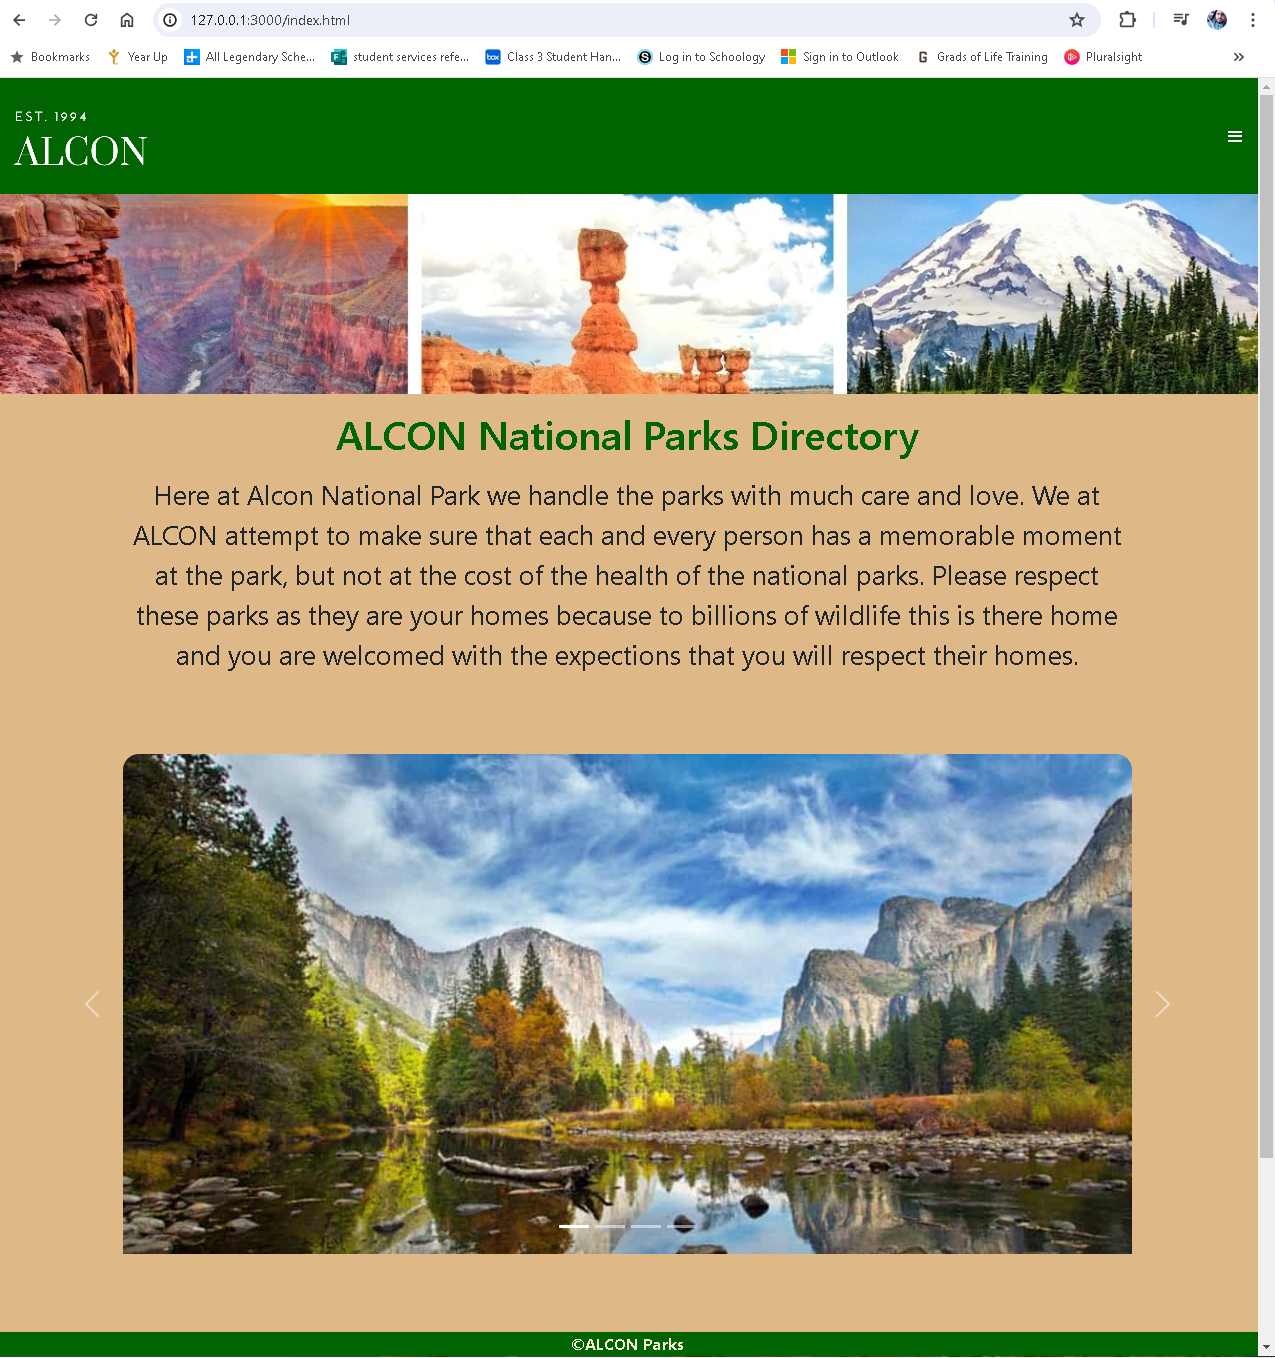 127.0.0.1:3000/index.html
Bookmarks Year Up All Legendary Sche... student services refe... Class 3 Student Han... Log in to Schoology Sign in to Outlook Grads of Life Training Pluralsight
EST. 1994
ALCON
ALCON National Parks Directory
Here at Alcon National Park we handle the parks with much care and love. We at
ALCON attempt to make sure that each and every person has a memorable moment
at the park, but not at the cost of the health of the national parks. Please respect
these parks as they are your homes because to billions of wildlife this is there home
and you are welcomed with the expections that you will respect their homes.
©ALCON Parks